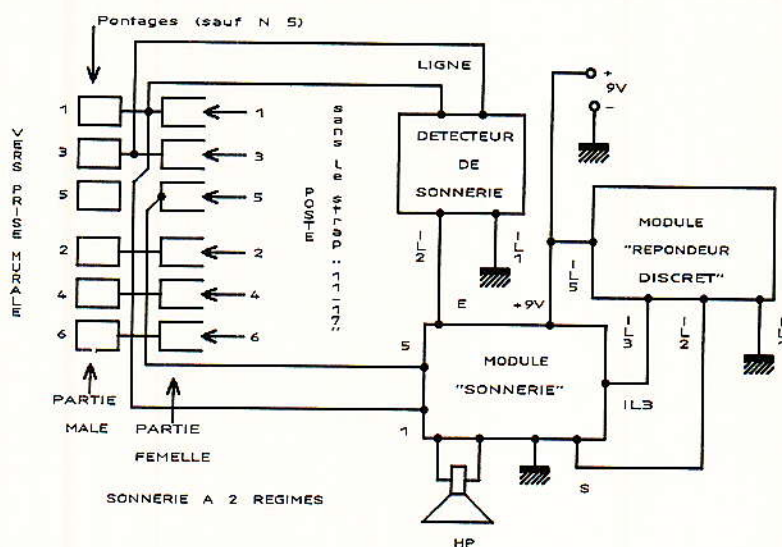 Pontages (sauf N 5)
LIGNE
+
9V
-
VERS PRISE MURALE
1
3
5
2
4
6
1
3
5
2
4
6
POSTE
sans le strap "11-17"
DETECTEUR
DE
SONNERIE
IL2
IL1
E
+9V
MODULE
"REPONDEUR
DISCRET"
IL5
IL3
IL2
5
1
MODULE
"SONNERIE"
IL3
S
PARTIE
MALE
PARTIE
FEMELLE
SONNERIE A 2 REGIMES
HP